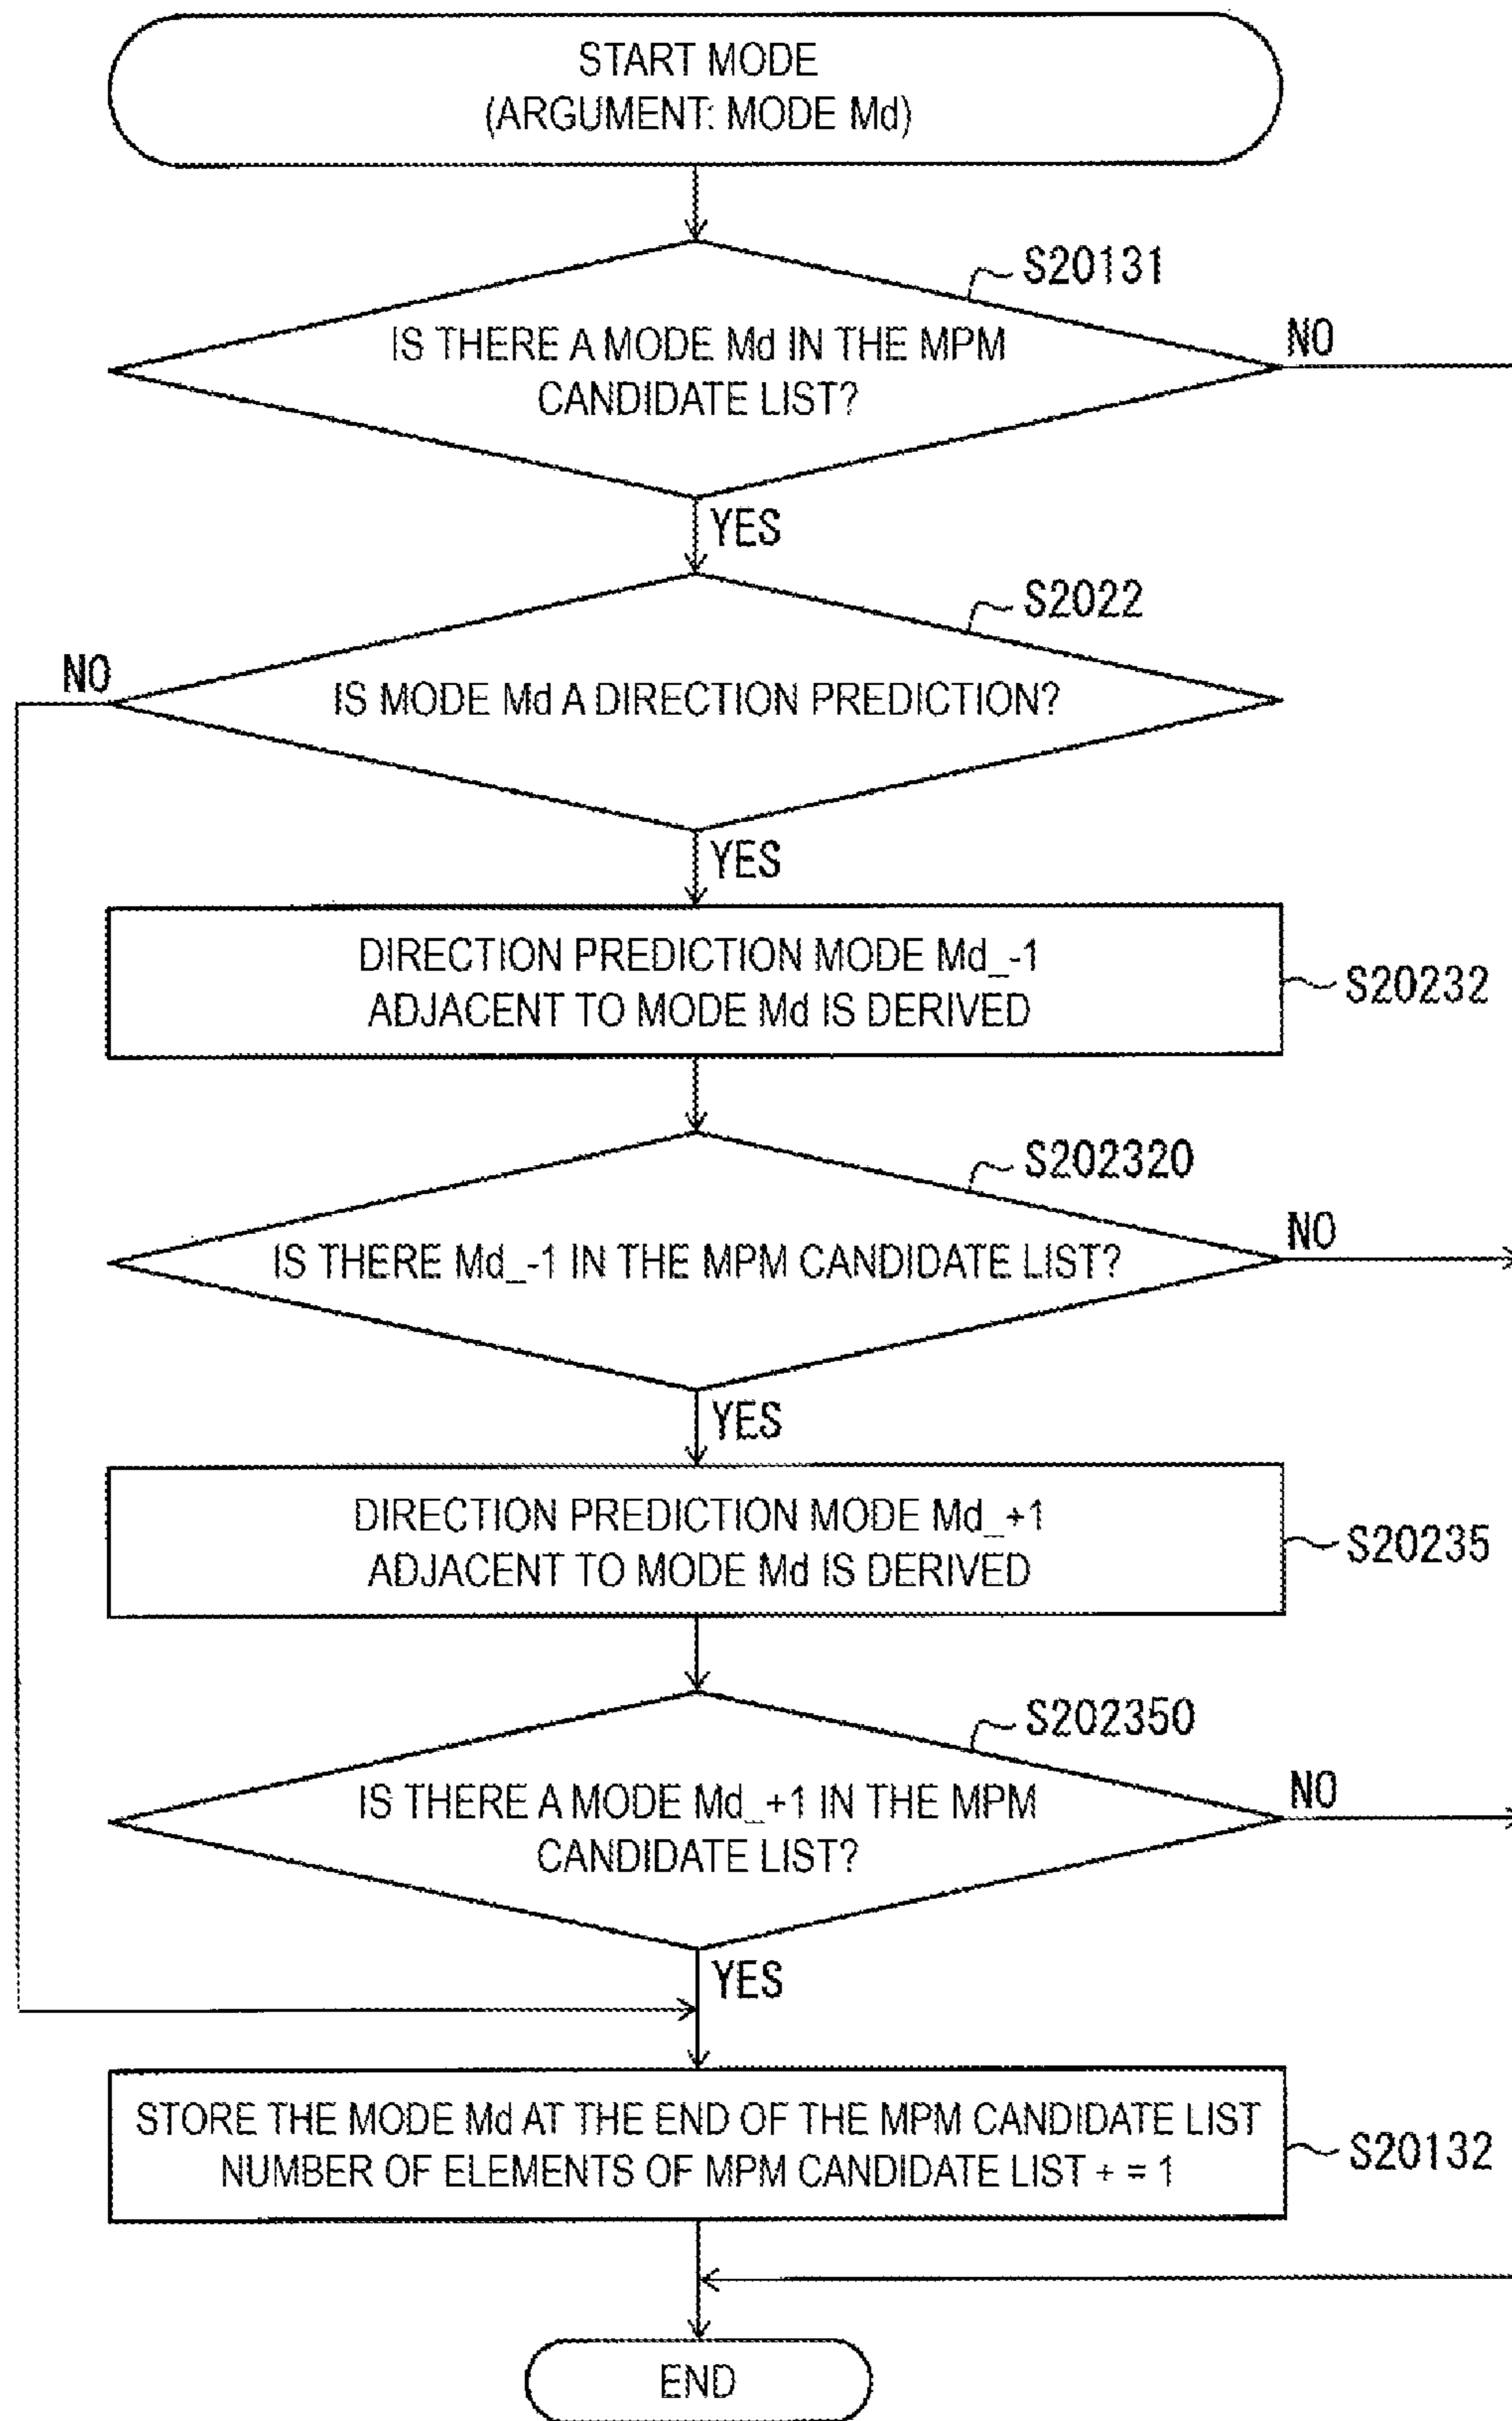 START MODE
(ARGUMENT: MODE Md)
S20131
IS THERE A MODE Md IN THE MPM
CANDIDATE LIST?
NO
YES
S2022
NO
IS MODE Md A DIRECTION PREDICTION?
YES
DIRECTION PREDICTION MODE Md_-1
ADJACENT TO MODE Md IS DERIVED
S20232
S202320
IS THERE Md_-1 IN THE MPM CANDIDATE LIST?
NO
YES
DIRECTION PREDICTION MODE Md_+1
ADJACENT TO MODE Md IS DERIVED
S20235
S202350
IS THERE A MODE Md_+1 IN THE MPM
CANDIDATE LIST?
NO
YES
STORE THE MODE Md AT THE END OF THE MPM CANDIDATE LIST
NUMBER OF ELEMENTS OF MPM CANDIDATE LIST + = 1
S20132
END